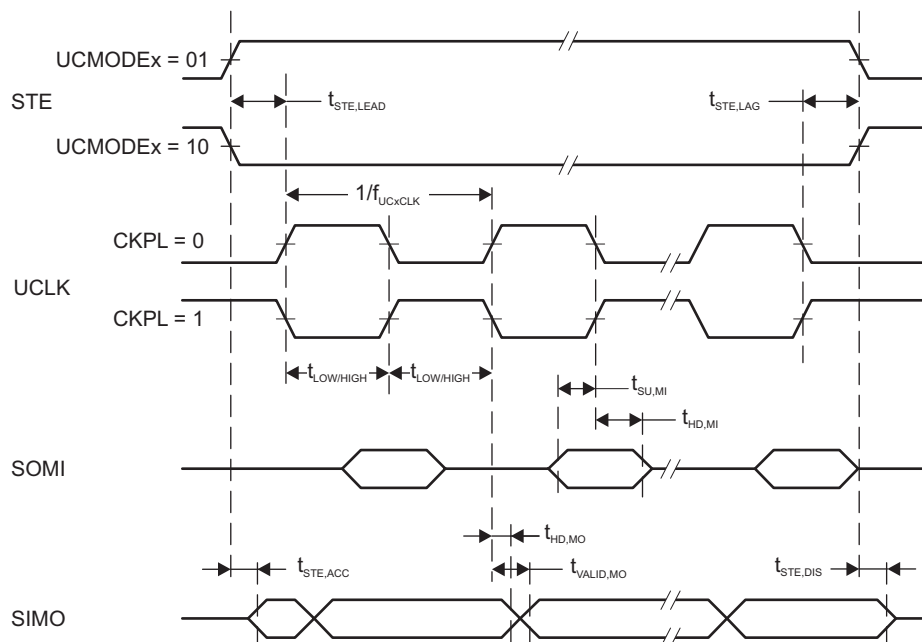 UCMODEx = 01
STE
t_STE,LEAD
t_STE,LAG
UCMODEx = 10
1/f_UCxCLK
CKPL = 0
UCLK
CKPL = 1
t_LOW/HIGH
t_LOW/HIGH
t_SU,MI
t_HD,MI
SOMI
t_HD,MO
t_STE,ACC
t_VALID,MO
t_STE,DIS
SIMO